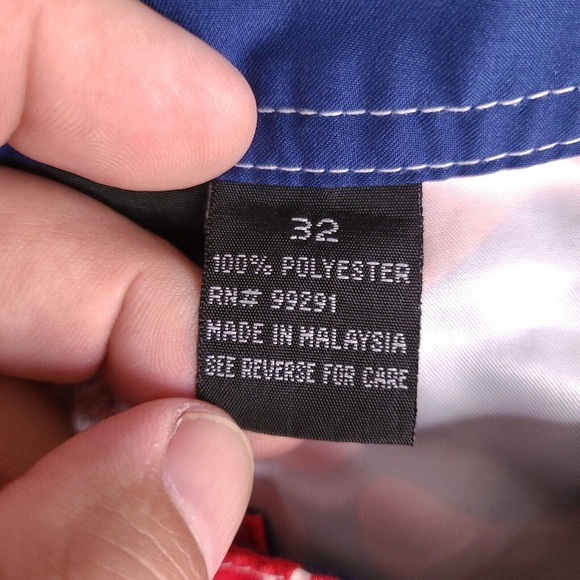 32
100% POLYESTER
RN# 99291
MADE IN MALAYSIA
SEE REVERSE FOR CARE